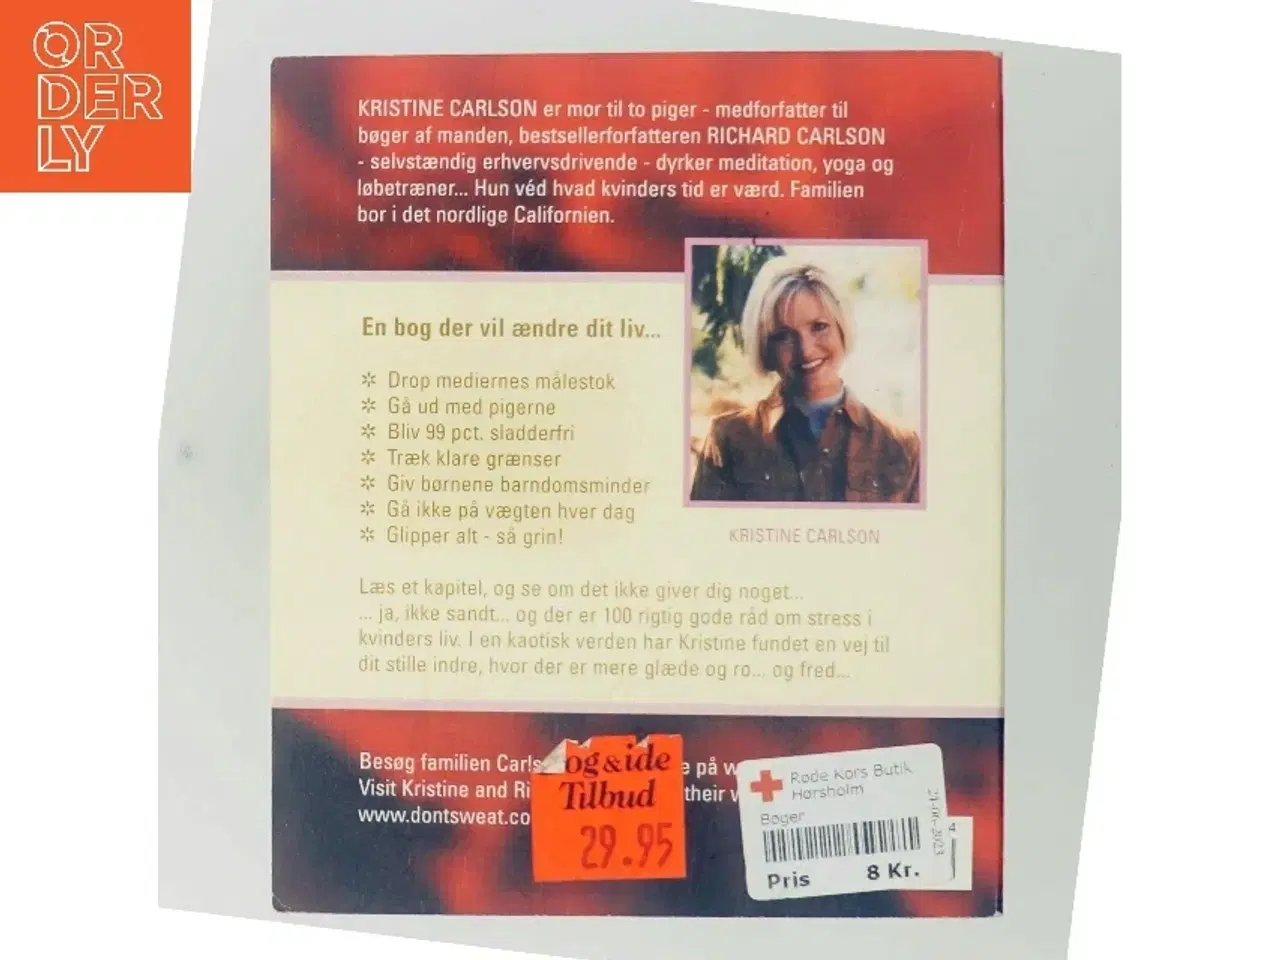 ORDERLY
KRISTINE CARLSON er mor til to piger - medforfatter til
bøger af manden, bestsellerforfatteren RICHARD CARLSON
- selvstændig erhvervsdrivende - dyrker meditation, yoga og
løbetræner... Hun véd hvad kvinders tid er værd. Familien
bor i det nordlige Californien.
En bog der vil ændre dit liv...
✲ Drop mediernes målestok
✲ Gå ud med pigerne
✲ Bliv 99 pct. sladderfri
✲ Træk klare grænser
✲ Giv børnene barndomsminder
✲ Gå ikke på vægten hver dag
✲ Glipper alt - så grin!
KRISTINE CARLSON
Læs et kapitel, og se om det ikke giver dig noget...
... ja, ikke sandt... og der er 100 rigtig gode råd om stress i
kvinders liv. I en kaotisk verden har Kristine fundet en vej til
dit stille indre, hvor der er mere glæde og ro... og fred...
Besøg familien Carls e på w
Visit Kristine and Ri their w
www.dontsweat.co
og&ide
Tilbud
29.95
Røde Kors Butik
Hørsholm
Bøger
Pris 8 Kr.
4